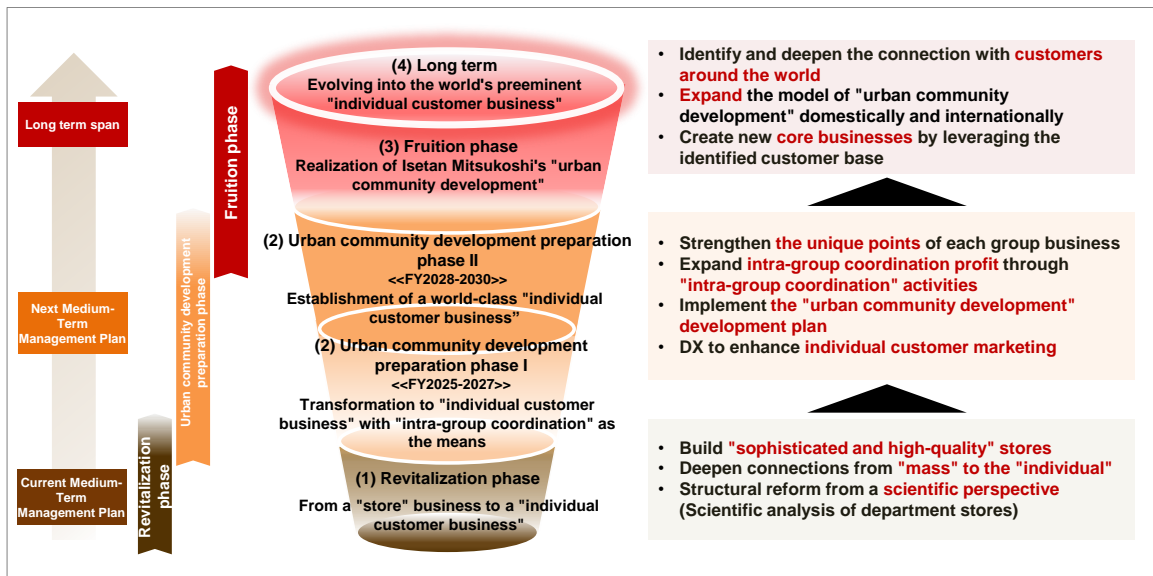 Long term span
Next Medium-
Term
Management Plan
Current Medium-
Term
Management Plan
Revitalization
phase
Urban community development
preparation phase
Fruition phase
(4) Long term
Evolving into the world's preeminent
"individual customer business"
(3) Fruition phase
Realization of Isetan Mitsukoshi's "urban
community development"
(2) Urban community development preparation
phase II
<<FY2028-2030>>
Establishment of a world-class "individual
customer business”
(2) Urban community development
preparation phase I
<<FY2025-2027>>
Transformation to "individual customer
business" with "intra-group coordination" as
the means
(1) Revitalization phase
From a "store" business to a "individual
customer business"
• Identify and deepen the connection with customers
around the world
• Expand the model of "urban community
development" domestically and internationally
• Create new core businesses by leveraging the
identified customer base
• Strengthen the unique points of each group business
• Expand intra-group coordination profit through
"intra-group coordination" activities
• Implement the "urban community development"
development plan
• DX to enhance individual customer marketing
• Build "sophisticated and high-quality" stores
• Deepen connections from "mass" to the "individual"
• Structural reform from a scientific perspective
(Scientific analysis of department stores)